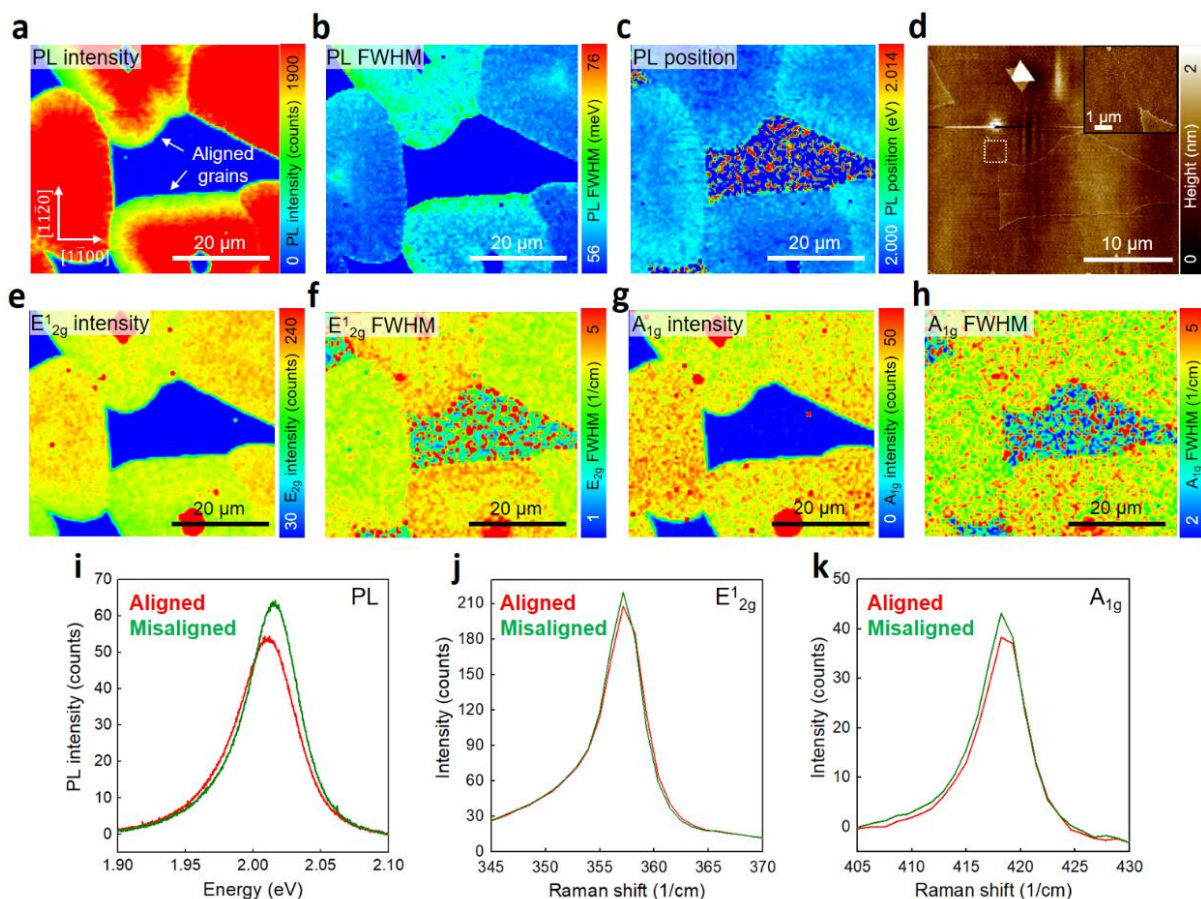 a
PL intensity
Aligned
grains
[112̄0]
[11̄00]
20 µm
0 PL intensity (counts) 1900
b
PL FWHM
20 µm
56 PL FWHM (meV) 76
c
PL position
20 µm
2.000 PL position (eV) 2.014
d
1 µm
10 µm
0 Height (nm) 2
e
E¹2g intensity
20 µm
30 E2g intensity (counts) 240
f
E¹2g FWHM
20 µm
1 E2g FWHM (1/cm) 5
g
A1g intensity
20 µm
0 A1g intensity (counts) 50
h
A1g FWHM
20 µm
2 A1g FWHM (1/cm) 5
i
PL
Aligned
Misaligned
PL intensity (counts)
70
60
50
40
30
20
10
0
1.90 1.95 2.00 2.05 2.10
Energy (eV)
j
E¹2g
Aligned
Misaligned
Intensity (counts)
210
180
150
120
90
60
30
0
345 350 355 360 365 370
Raman shift (1/cm)
k
A1g
Aligned
Misaligned
Intensity (counts)
50
40
30
20
10
0
405 410 415 420 425 430
Raman shift (1/cm)